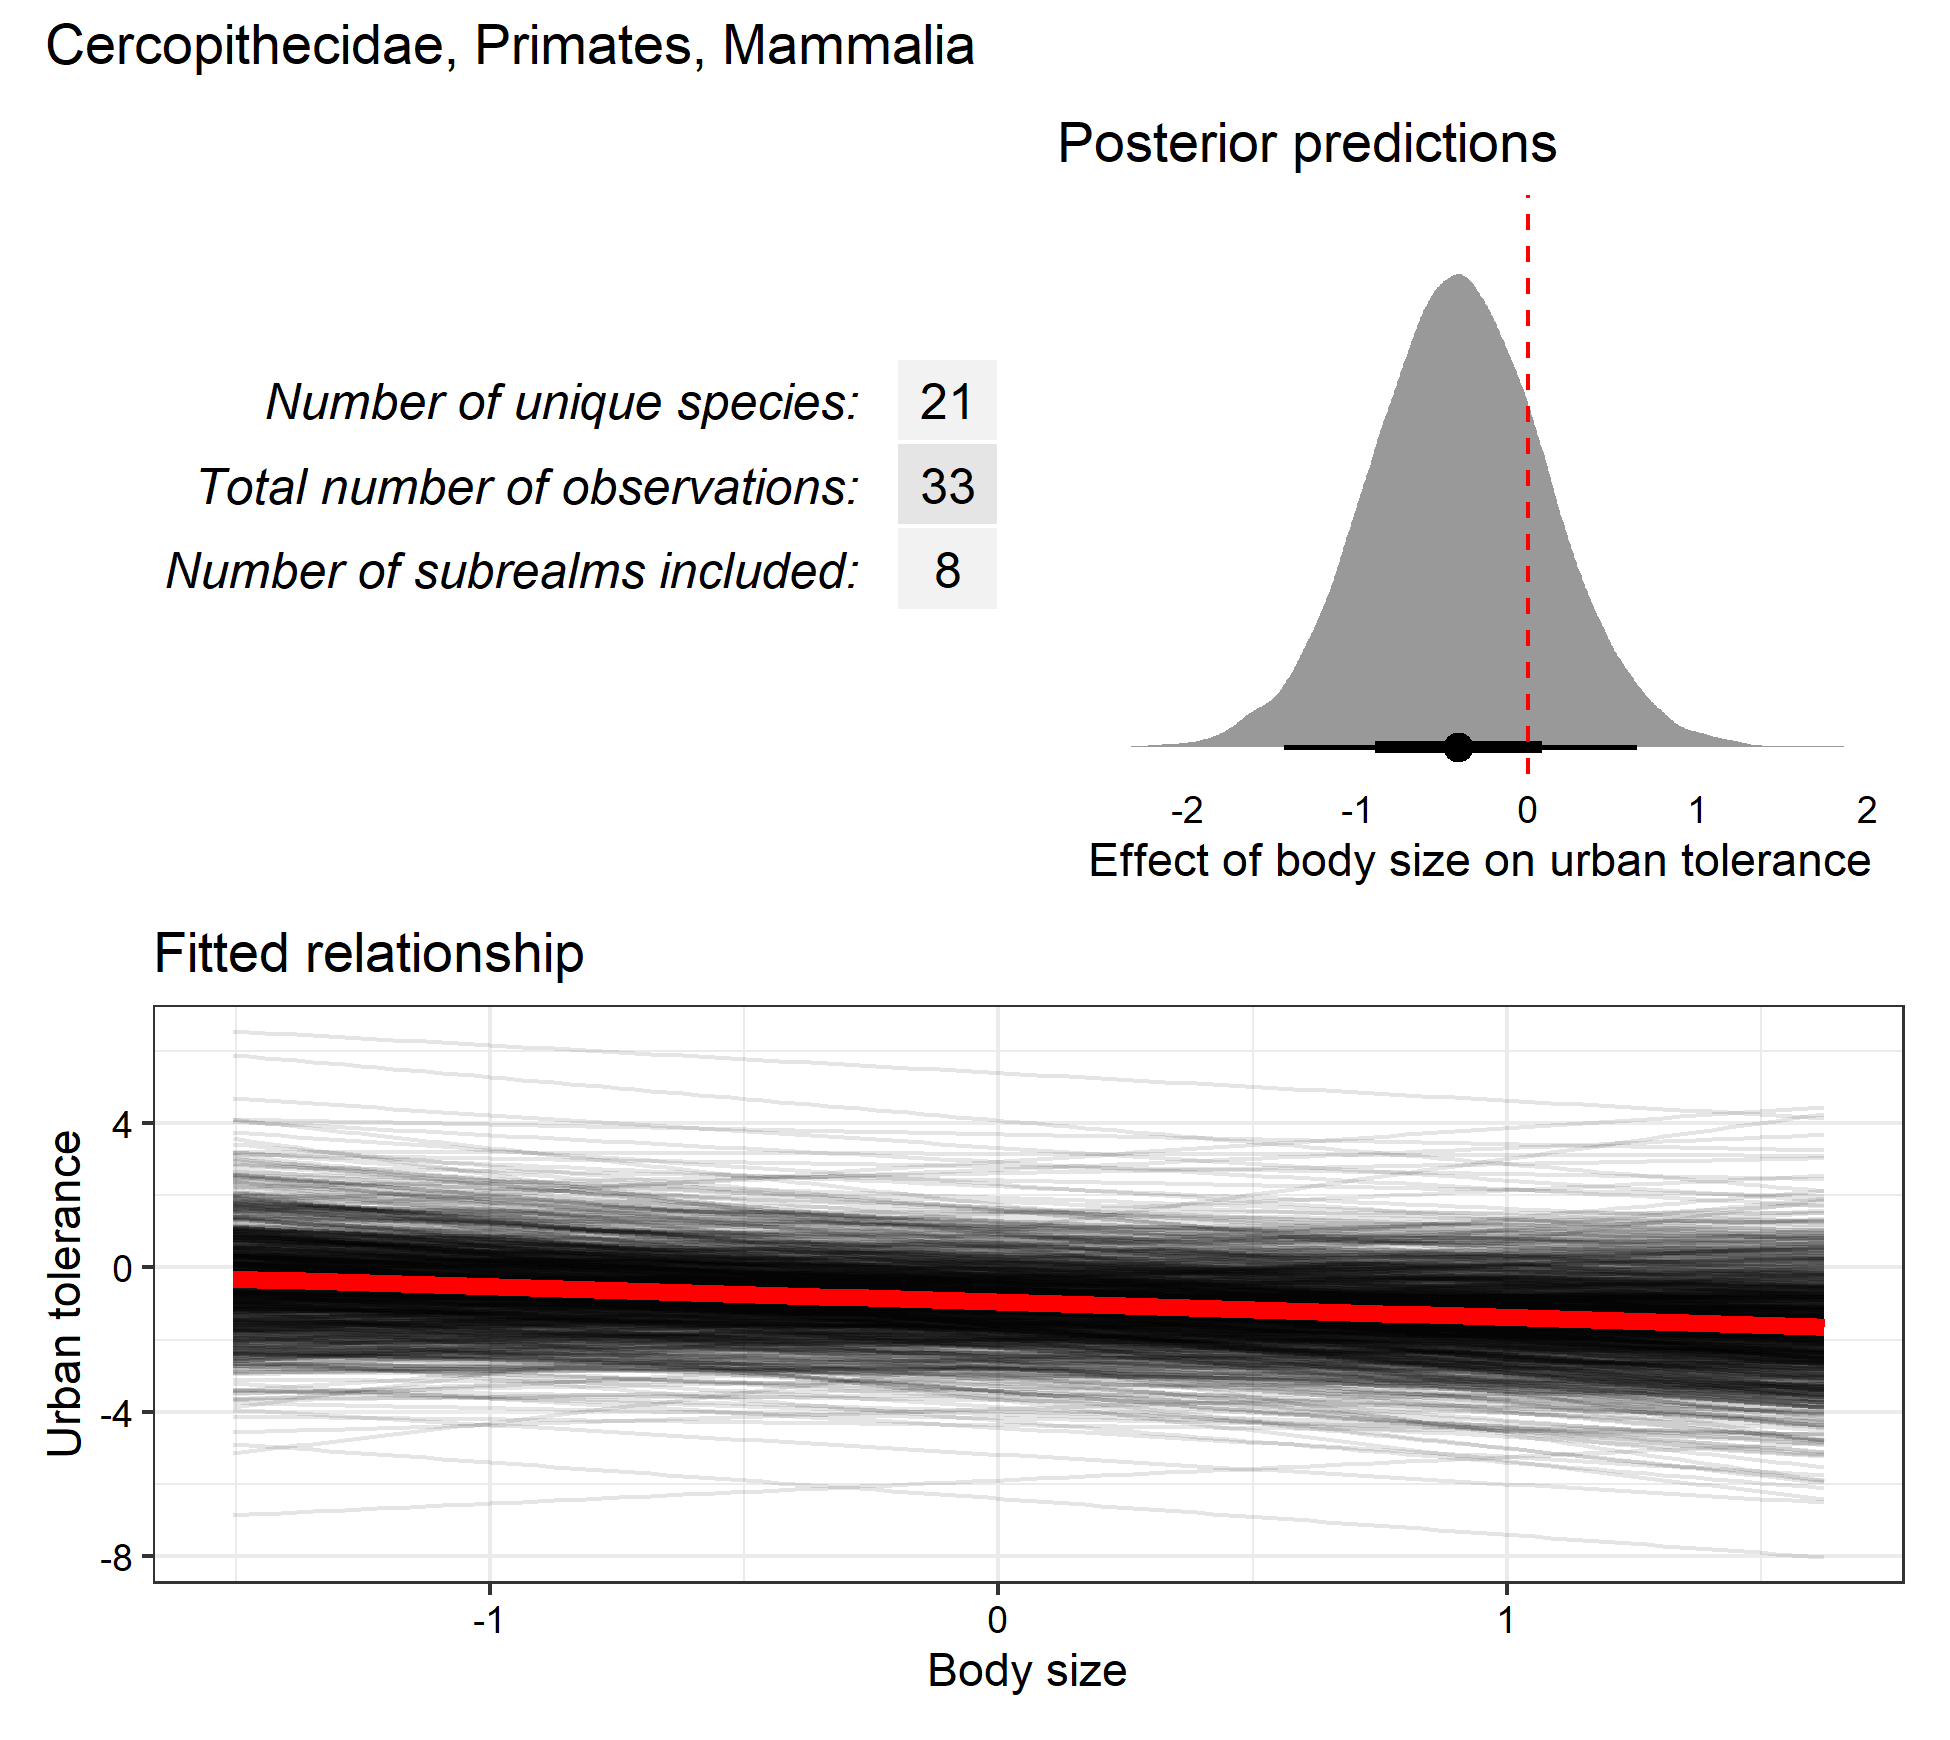 Cercopithecidae, Primates, Mammalia
Posterior predictions
Number of unique species: 21
Total number of observations: 33
Number of subrealms included: 8
-2 -1 0 1 2
Effect of body size on urban tolerance
Fitted relationship
Urban tolerance
4
0
-4
-8
-1 0 1
Body size